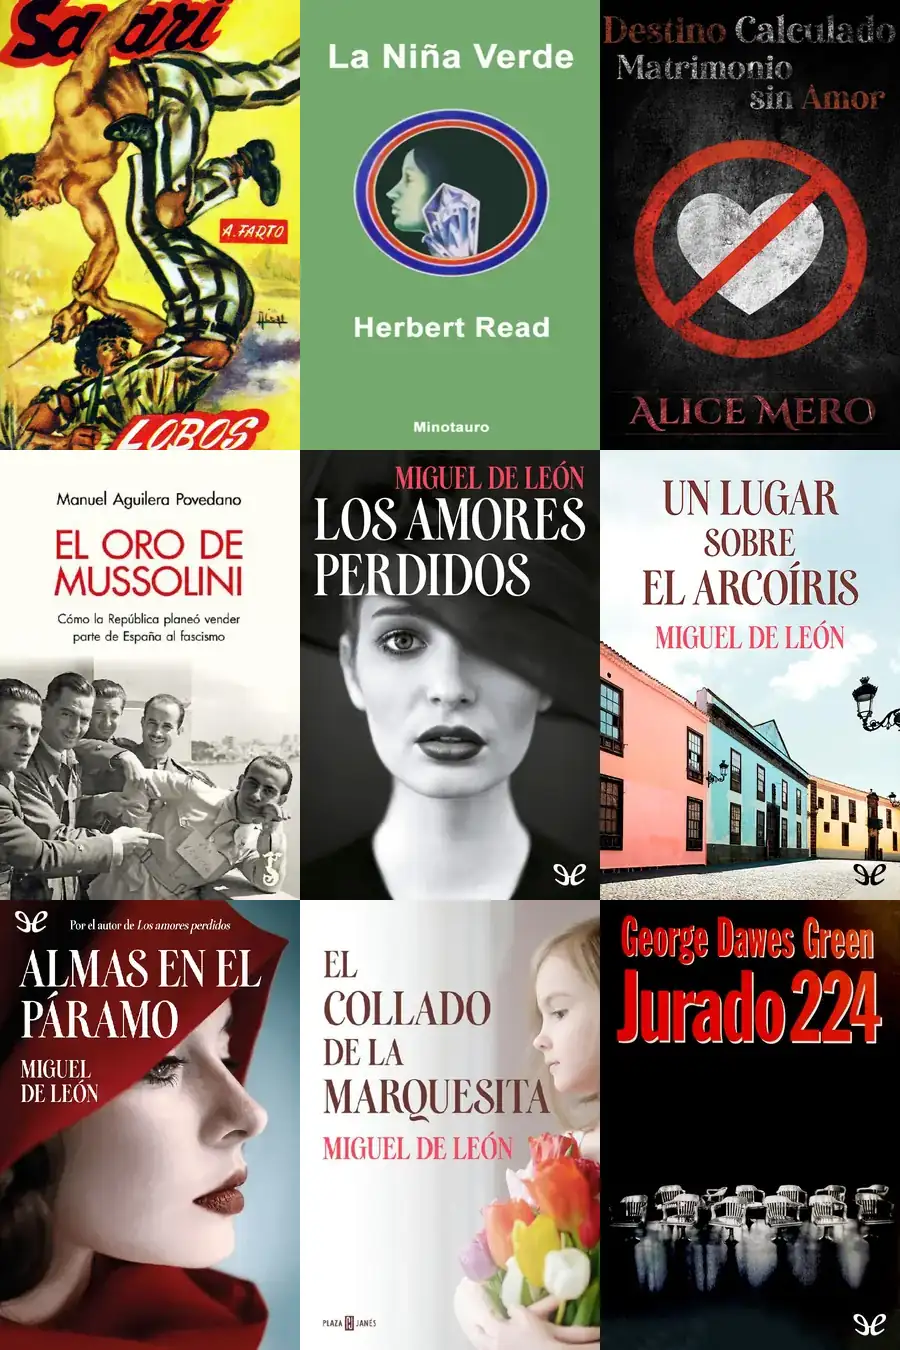 Safari
A. FARTO
LOBOS
La Niña Verde
Herbert Read
Minotauro
Destino Calculado
Matrimonio
sin Amor
ALICE MERO
Manuel Aguilera Povedano
EL ORO DE
MUSSOLINI
Cómo la República planeó vender
parte de España al fascismo
MIGUEL DE LEÓN
LOS AMORES
PERDIDOS
UN LUGAR
SOBRE
EL ARCOÍRIS
MIGUEL DE LEÓN
Por el autor de Los amores perdidos
ALMAS EN EL
PÁRAMO
MIGUEL
DE LEÓN
EL
COLLADO
DE LA
MARQUESITA
MIGUEL DE LEÓN
PLAZA JANÉS
George Dawes Green
Jurado 224